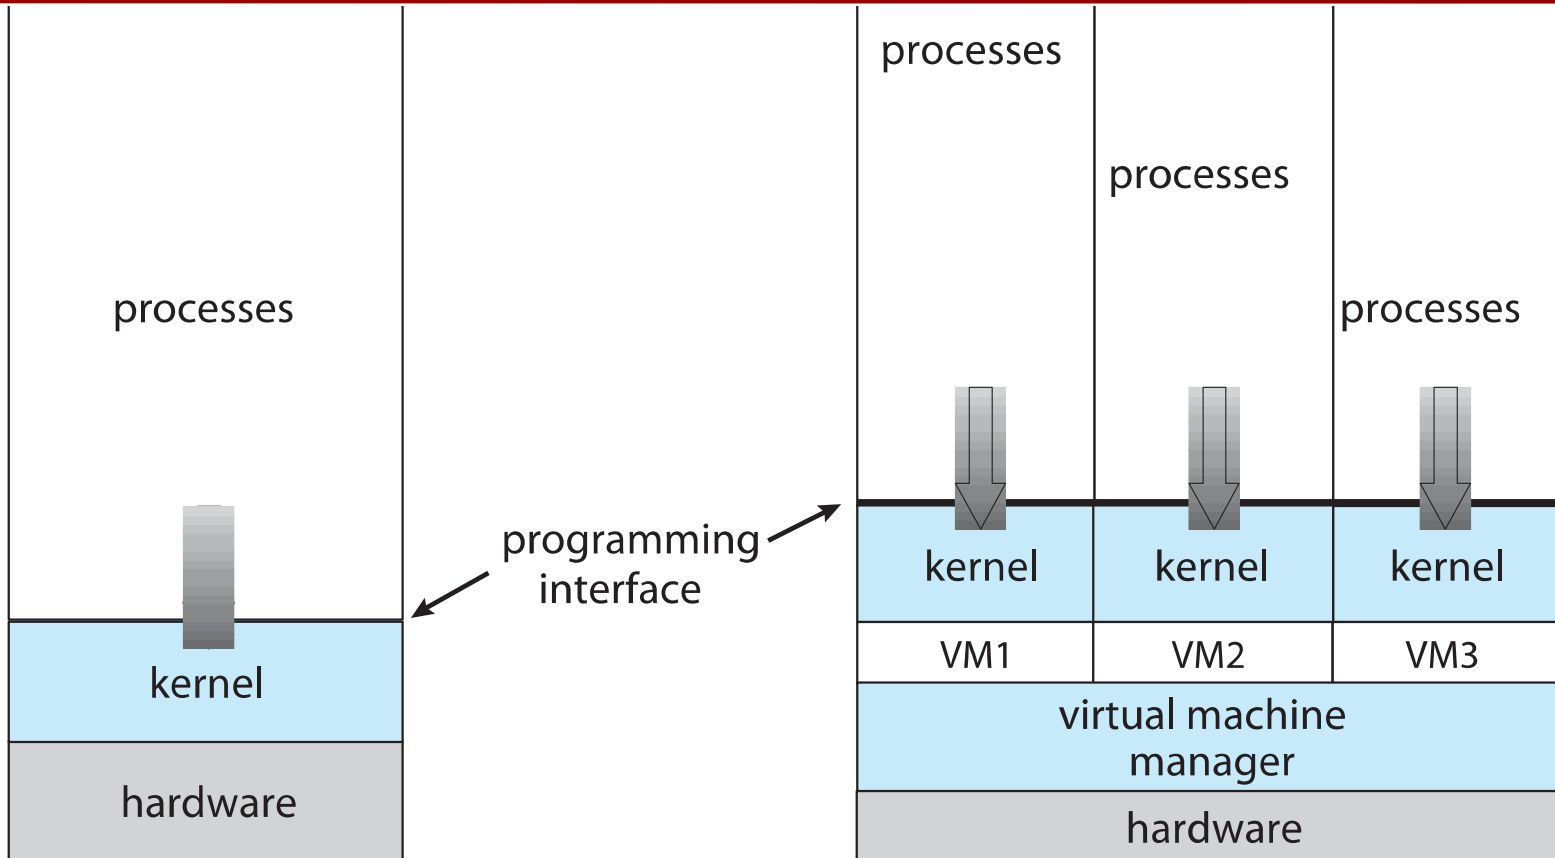 processes
kernel
hardware
programming
interface
processes
processes
processes
kernel
kernel
kernel
VM1
VM2
VM3
virtual machine
manager
hardware